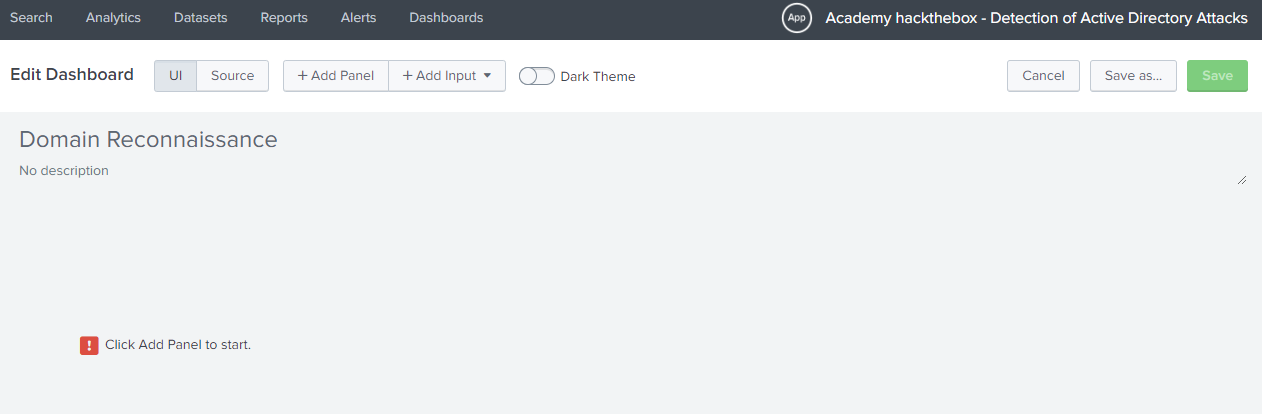 Search Analytics Datasets Reports Alerts Dashboards App Academy hackthebox - Detection of Active Directory Attacks
Edit Dashboard UI Source + Add Panel + Add Input Dark Theme Cancel Save as... Save
Domain Reconnaissance
No description
! Click Add Panel to start.